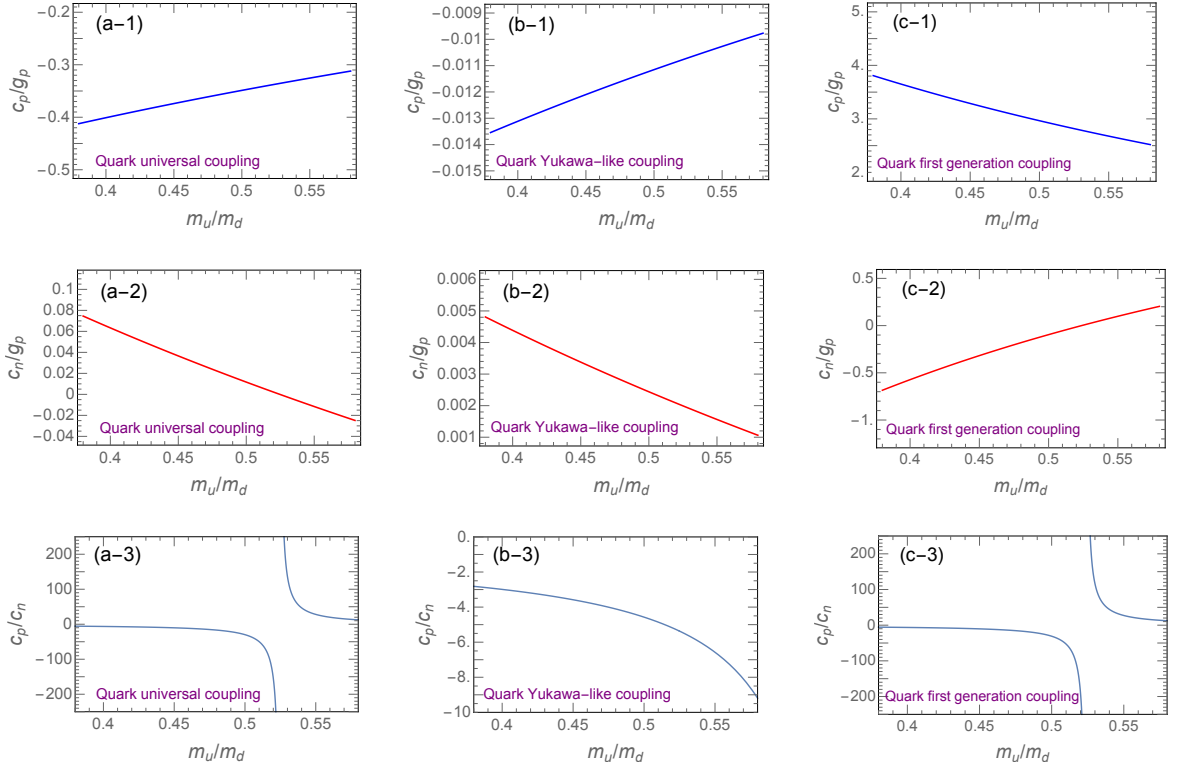 (a−1)
−0.2
−0.3
−0.4
−0.5
c_p/g_p
Quark universal coupling
0.4 0.45 0.5 0.55
m_u/m_d
(b−1)
−0.009
−0.01
−0.011
−0.012
−0.013
−0.014
−0.015
c_p/g_p
Quark Yukawa−like coupling
0.4 0.45 0.5 0.55
m_u/m_d
(c−1)
5.
4.
3.
2.
c_p/g_p
Quark first generation coupling
0.4 0.45 0.5 0.55
m_u/m_d
(a−2)
0.1
0.08
0.06
0.04
0.02
0
−0.02
−0.04
c_n/g_p
Quark universal coupling
0.4 0.45 0.5 0.55
m_u/m_d
(b−2)
0.006
0.005
0.004
0.003
0.002
0.001
c_n/g_p
Quark Yukawa−like coupling
0.4 0.45 0.5 0.55
m_u/m_d
(c−2)
0.5
0
−0.5
−1.
c_n/g_p
Quark first generation coupling
0.4 0.45 0.5 0.55
m_u/m_d
(a−3)
200
100
0
−100
−200
c_p/c_n
Quark universal coupling
0.4 0.45 0.5 0.55
m_u/m_d
(b−3)
0.
−2.
−4.
−6.
−8.
−10.
c_p/c_n
Quark Yukawa−like coupling
0.4 0.45 0.5 0.55
m_u/m_d
(c−3)
200
100
0
−100
−200
c_p/c_n
Quark first generation coupling
0.4 0.45 0.5 0.55
m_u/m_d